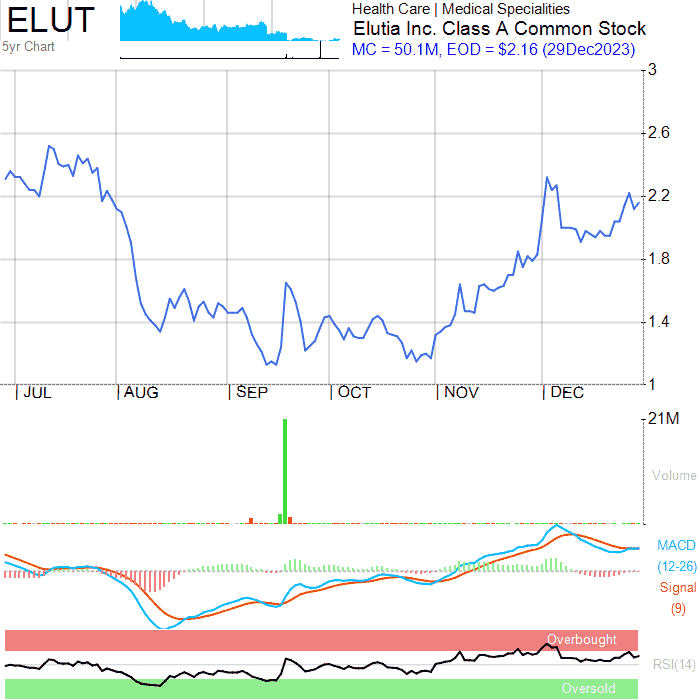 ELUT
5yr Chart
Health Care | Medical Specialities
Elutia Inc. Class A Common Stock
MC = 50.1M, EOD = $2.16 (29Dec2023)
3
2.6
2.2
1.8
1.4
1
JUL AUG SEP OCT NOV DEC
21M
Volume
MACD
(12-26)
Signal
(9)
Overbought
RSI(14)
Oversold